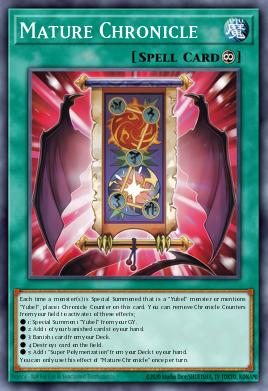 MATURE CHRONICLE
[SPELL CARD]
Each time a monster(s) is Special Summoned that is a "Yubel" monster or mentions
"Yubel", place 1 Chronicle Counter on this card. You can remove Chronicle Counters
from your field to activate 1 of these effects;
● 1: Special Summon 1 "Yubel" from your GY.
● 2: Add 1 of your banished cards to your hand.
● 3: Banish 1 card from your Deck.
● 4: Destroy 1 card on the field.
● 5: Add 1 "Super Polymerization" from your Deck to your hand.
You can only use this effect of "Mature Chronicle" once per turn.